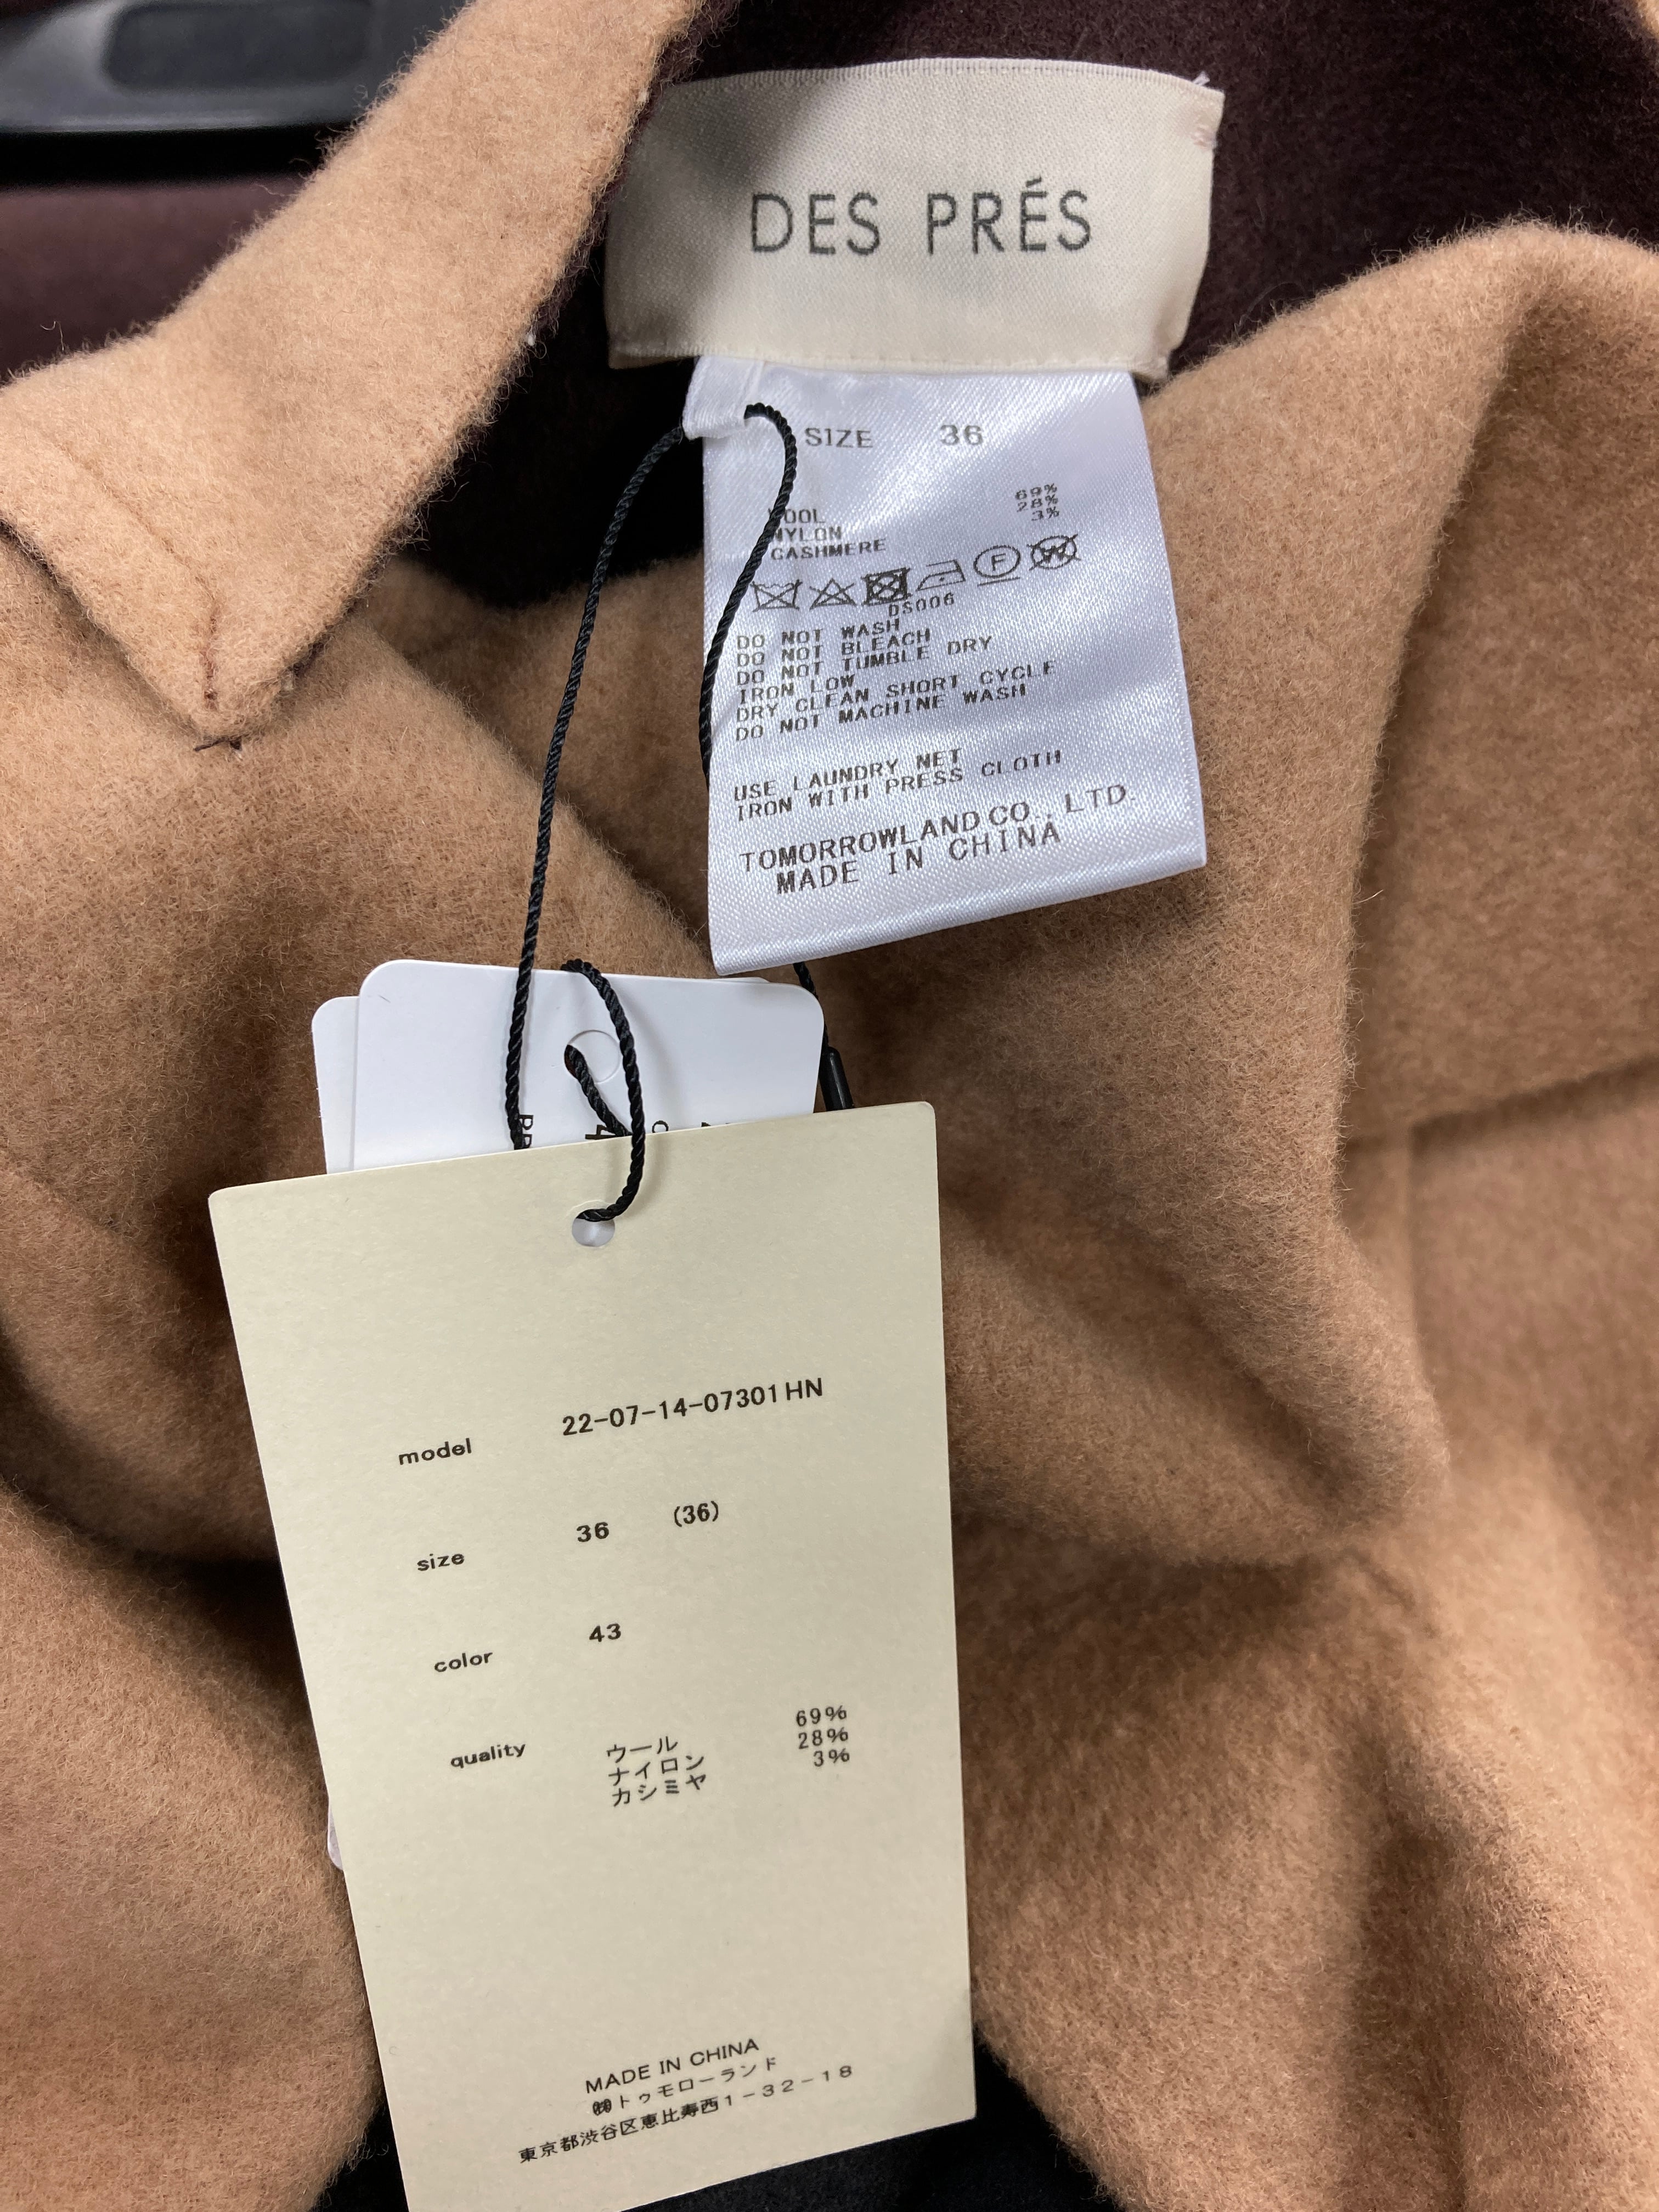 DES PRÉS
SIZE 36
69%
28%
3%
NYLON
CASHMERE
F
W
DS006
DO NOT WASH
DO NOT BLEACH
DO NOT TUMBLE DRY
IRON LOW
DRY CLEAN SHORT CYCLE
DO NOT MACHINE WASH
USE LAUNDRY NET
IRON WITH PRESS CLOTH
TOMORROWLAND CO., LTD.
MADE IN CHINA
model 22-07-14-07301HN
size 36 (36)
color 43
quality ウール 69%
ナイロン 28%
カシミヤ 3%
MADE IN CHINA
㈱トゥモローランド
東京都渋谷区恵比寿西1-32-18